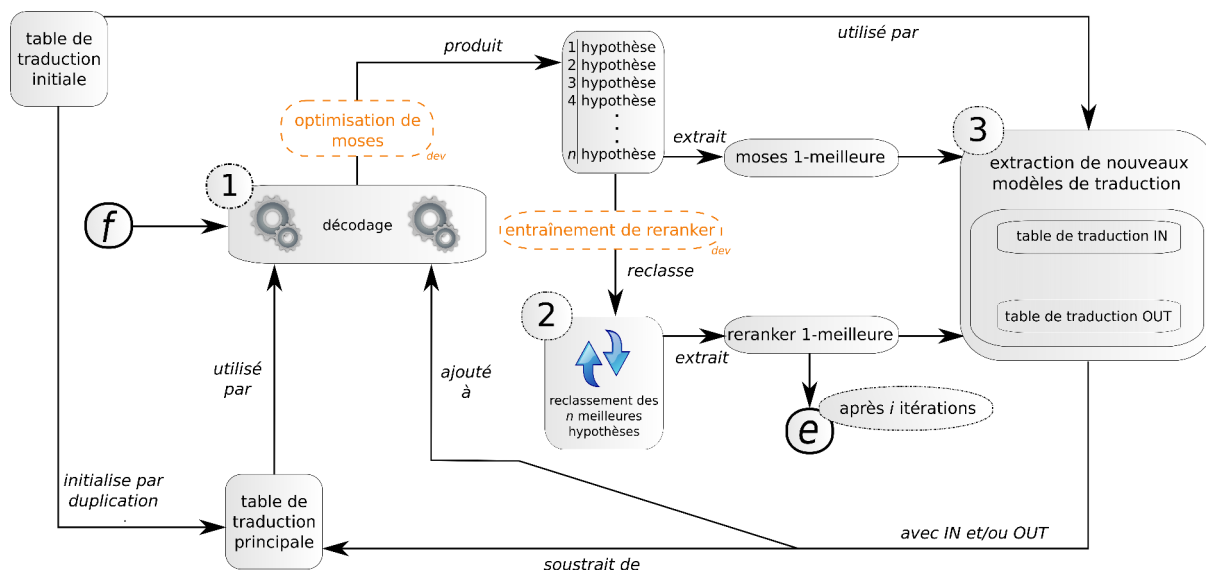 table de
traduction
initiale
utilisé par
produit
1 hypothèse
2 hypothèse
3 hypothèse
4 hypothèse
.
.
.
n hypothèse
optimisation de
moses
dev
extrait
moses 1-meilleure
3
extraction de nouveaux
modèles de traduction
table de traduction IN
table de traduction OUT
1
f
décodage
entraînement de reranker
dev
reclasse
2
reclassement des
n meilleures
hypothèses
extrait
reranker 1-meilleure
après i itérations
e
utilisé
par
ajouté
à
initialise par
duplication
.
table de
traduction
principale
avec IN et/ou OUT
soustrait de